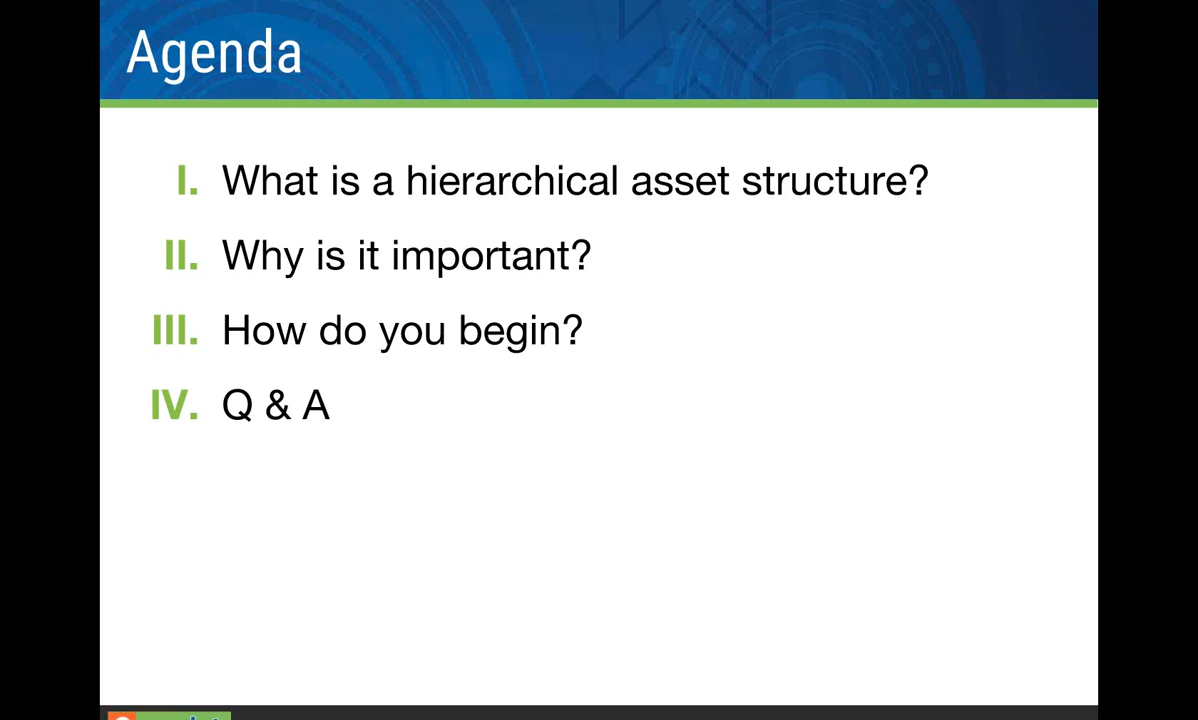 Agenda
I. What is a hierarchical asset structure?
II. Why is it important?
III. How do you begin?
IV. Q & A